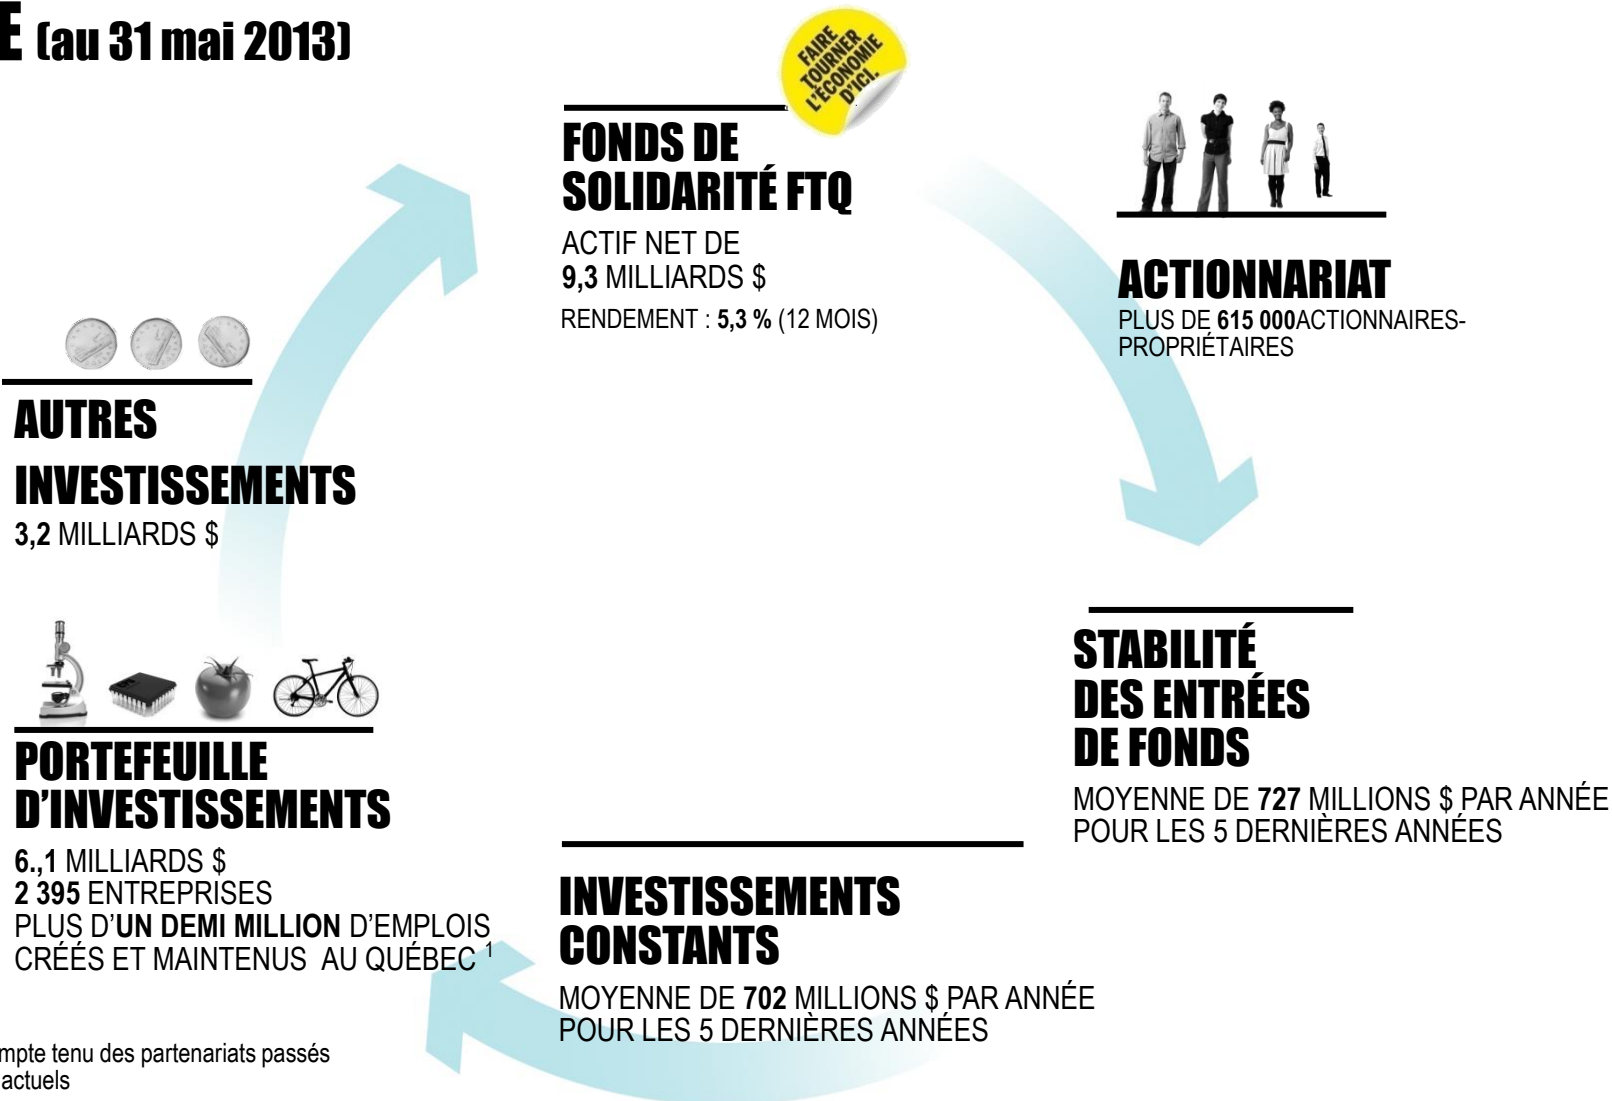 E (au 31 mai 2013)
FAIRE
TOURNER
L'ÉCONOMIE
D'ICI.
FONDS DE
SOLIDARITÉ FTQ
ACTIF NET DE
9,3 MILLIARDS $
RENDEMENT : 5,3 % (12 MOIS)
ACTIONNARIAT
PLUS DE 615 000ACTIONNAIRES-
PROPRIÉTAIRES
STABILITÉ
DES ENTRÉES
DE FONDS
MOYENNE DE 727 MILLIONS $ PAR ANNÉE
POUR LES 5 DERNIÈRES ANNÉES
INVESTISSEMENTS
CONSTANTS
MOYENNE DE 702 MILLIONS $ PAR ANNÉE
POUR LES 5 DERNIÈRES ANNÉES
AUTRES
INVESTISSEMENTS
3,2 MILLIARDS $
PORTEFEUILLE
D’INVESTISSEMENTS
6.,1 MILLIARDS $
2 395 ENTREPRISES
PLUS D’UN DEMI MILLION D’EMPLOIS
CRÉÉS ET MAINTENUS AU QUÉBEC 1
mpte tenu des partenariats passés
actuels